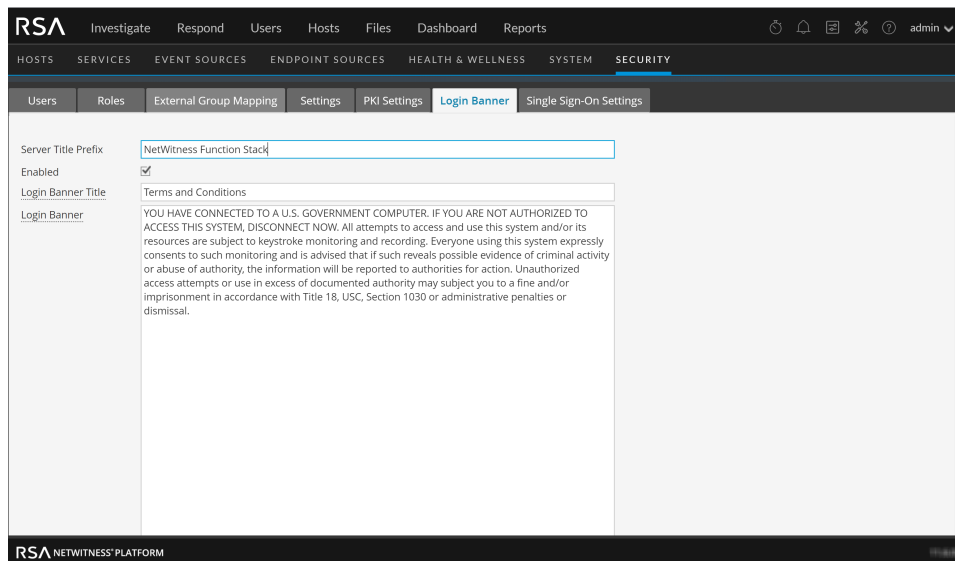 RSA Investigate Respond Users Hosts Files Dashboard Reports admin
HOSTS SERVICES EVENT SOURCES ENDPOINT SOURCES HEALTH & WELLNESS SYSTEM SECURITY
Users Roles External Group Mapping Settings PKI Settings Login Banner Single Sign-On Settings
Server Title Prefix NetWitness Function Stack
Enabled
Login Banner Title Terms and Conditions
Login Banner YOU HAVE CONNECTED TO A U.S. GOVERNMENT COMPUTER. IF YOU ARE NOT AUTHORIZED TO
ACCESS THIS SYSTEM, DISCONNECT NOW. All attempts to access and use this system and/or its
resources are subject to keystroke monitoring and recording. Everyone using this system expressly
consents to such monitoring and is advised that if such reveals possible evidence of criminal activity
or abuse of authority, the information will be reported to authorities for action. Unauthorized
access attempts or use in excess of documented authority may subject you to a fine and/or
imprisonment in accordance with Title 18, USC, Section 1030 or administrative penalties or
dismissal.
RSA NETWITNESS® PLATFORM